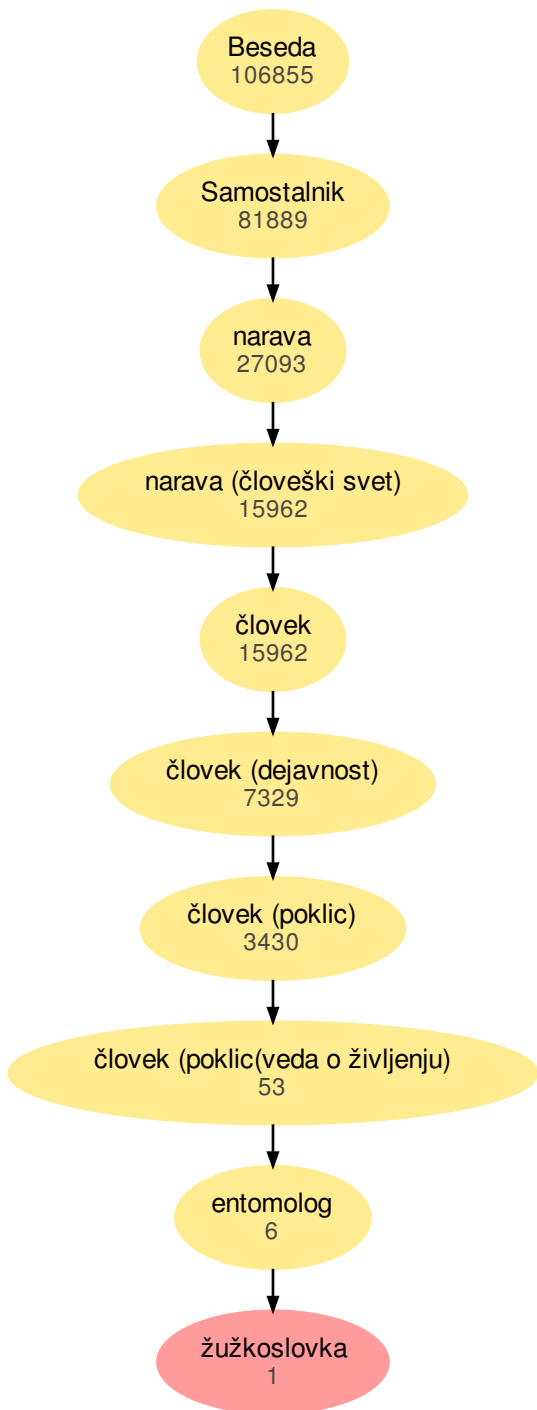 Beseda
106855
Samostalnik
81889
narava
27093
narava (človeški svet)
15962
človek
15962
človek (dejavnost)
7329
človek (poklic)
3430
človek (poklic(veda o življenju)
53
entomolog
6
žužkoslovka
1